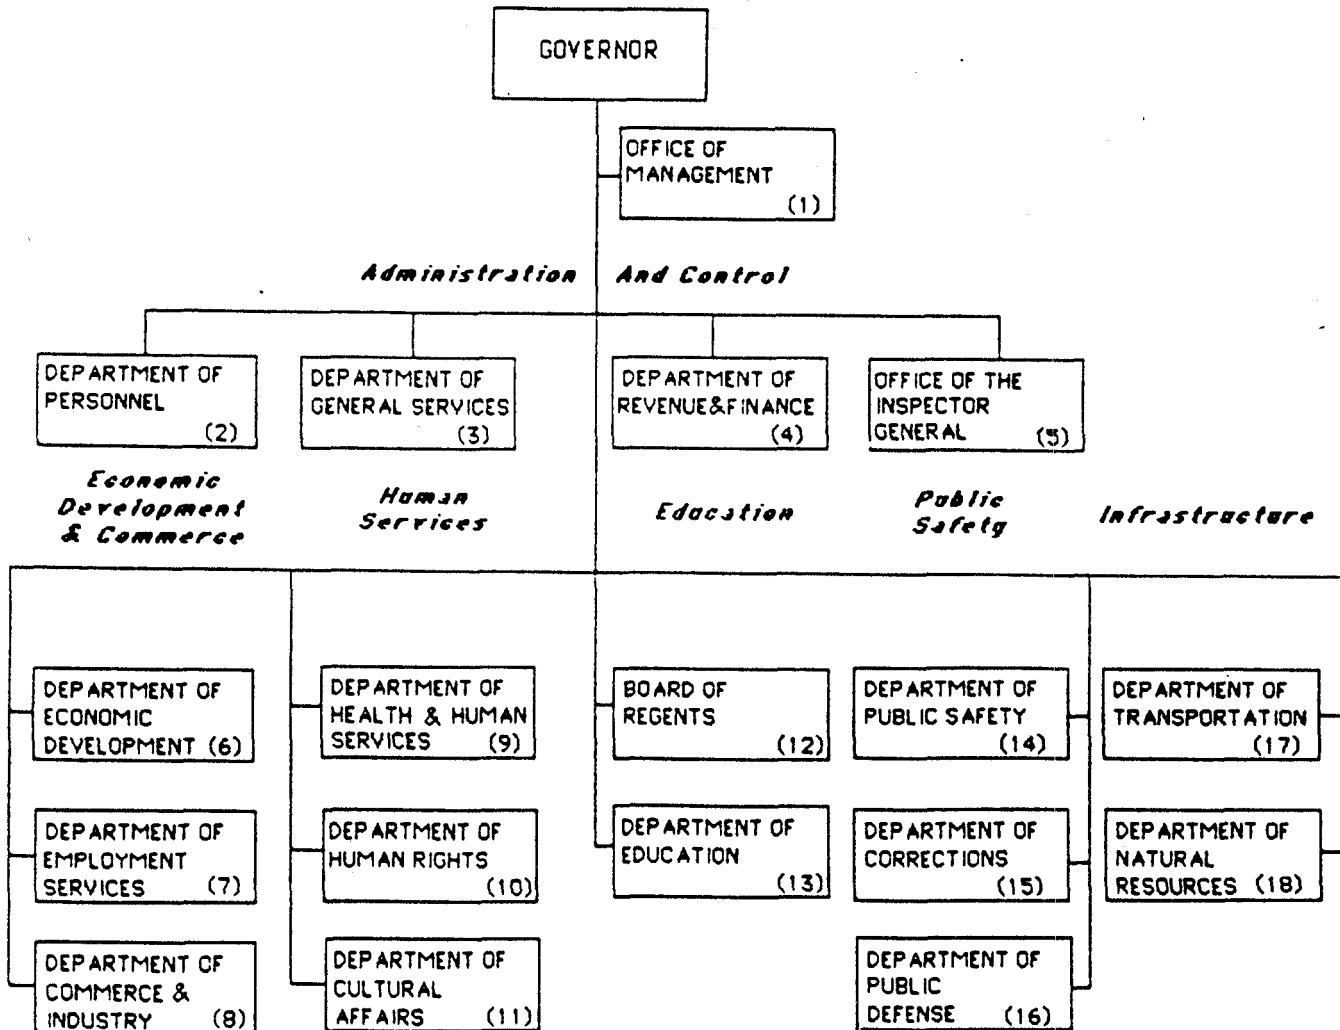 GOVERNOR
OFFICE OF
MANAGEMENT
(1)
Administration And Control
DEPARTMENT OF
PERSONNEL
(2)
DEPARTMENT OF
GENERAL SERVICES
(3)
DEPARTMENT OF
REVENUE&FINANCE
(4)
OFFICE OF THE
INSPECTOR
GENERAL (5)
Economic
Development
& Commerce
Human
Services
Education
Public
Safety
Infrastructure
DEPARTMENT OF
ECONOMIC
DEVELOPMENT (6)
DEPARTMENT OF
EMPLOYMENT
SERVICES (7)
DEPARTMENT OF
COMMERCE &
INDUSTRY (8)
DEPARTMENT OF
HEALTH & HUMAN
SERVICES (9)
DEPARTMENT OF
HUMAN RIGHTS
(10)
DEPARTMENT OF
CULTURAL
AFFAIRS (11)
BOARD OF
REGENTS
(12)
DEPARTMENT OF
EDUCATION
(13)
DEPARTMENT OF
PUBLIC SAFETY
(14)
DEPARTMENT OF
CORRECTIONS
(15)
DEPARTMENT OF
PUBLIC
DEFENSE (16)
DEPARTMENT OF
TRANSPORTATION
(17)
DEPARTMENT OF
NATURAL
RESOURCES (18)